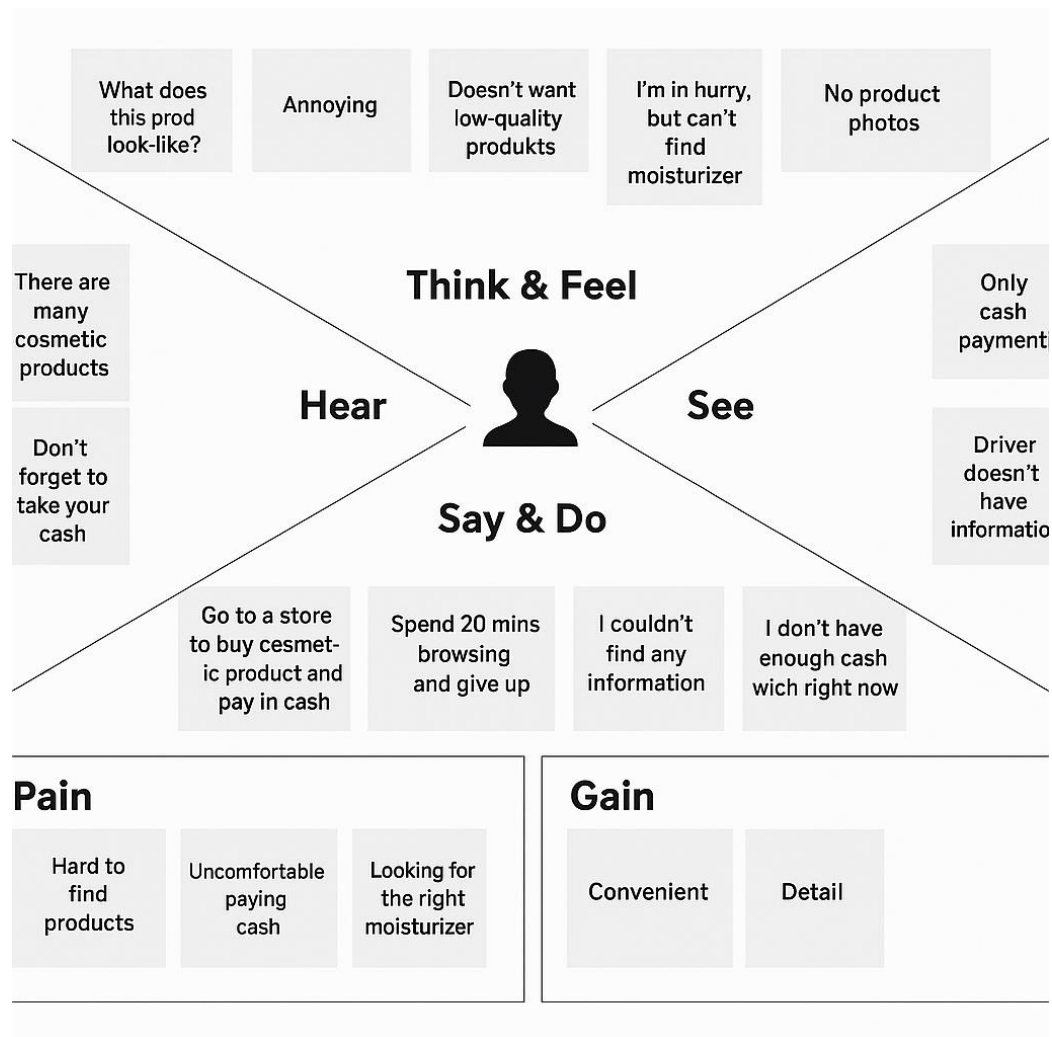 What does
this prod
look-like?
Annoying
Doesn't want
low-quality
produkts
I'm in hurry,
but can't
find
moisturizer
No product
photos
Think & Feel
There are
many
cosmetic
products
Don't
forget to
take your
cash
Hear
See
Only
cash
payment
Driver
doesn't
have
informatio
Say & Do
Go to a store
to buy cesmet-
ic product and
pay in cash
Spend 20 mins
browsing
and give up
I couldn't
find any
information
I don't have
enough cash
wich right now
Pain
Hard to
find
products
Uncomfortable
paying
cash
Looking for
the right
moisturizer
Gain
Convenient
Detail